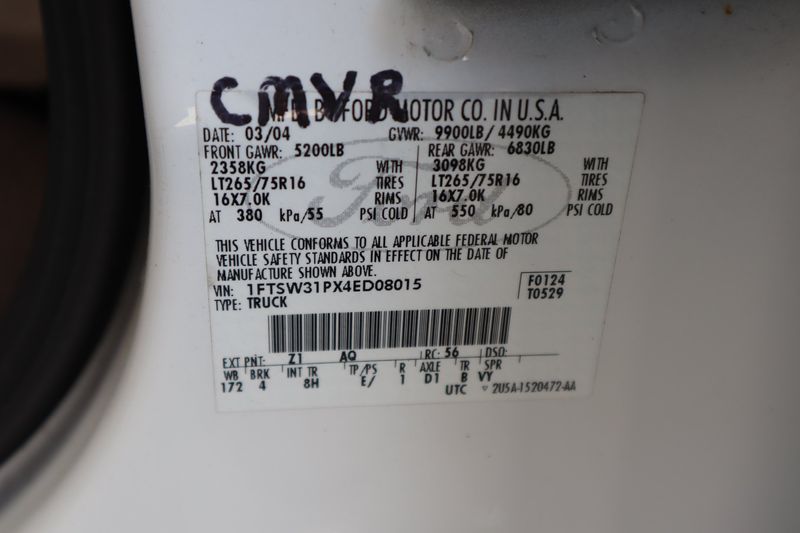 CMVR
MFD. BY FORD MOTOR CO. IN U.S.A.
DATE: 03/04 GVWR: 9900LB/ 4490KG
FRONT GAWR: 5200LB REAR GAWR: 6830LB
2358KG WITH 3098KG WITH
LT265/75R16 TIRES LT265/75R16 TIRES
16X7.0K RIMS 16X7.0K RIMS
AT 380 kPa/55 PSI COLD AT 550 kPa/80 PSI COLD
Ford
THIS VEHICLE CONFORMS TO ALL APPLICABLE FEDERAL MOTOR
VEHICLE SAFETY STANDARDS IN EFFECT ON THE DATE OF
MANUFACTURE SHOWN ABOVE.
VIN: 1FTSW31PX4ED08015 F0124
TYPE: TRUCK T0529
EXT PNT: Z1 AQ RC: 56 DSO:
WB BRK INT TR TP/PS R AXLE TR SPR
172 4 8H E/ 1 D1 B VY
UTC ▽ 2U5A-1520472-AA